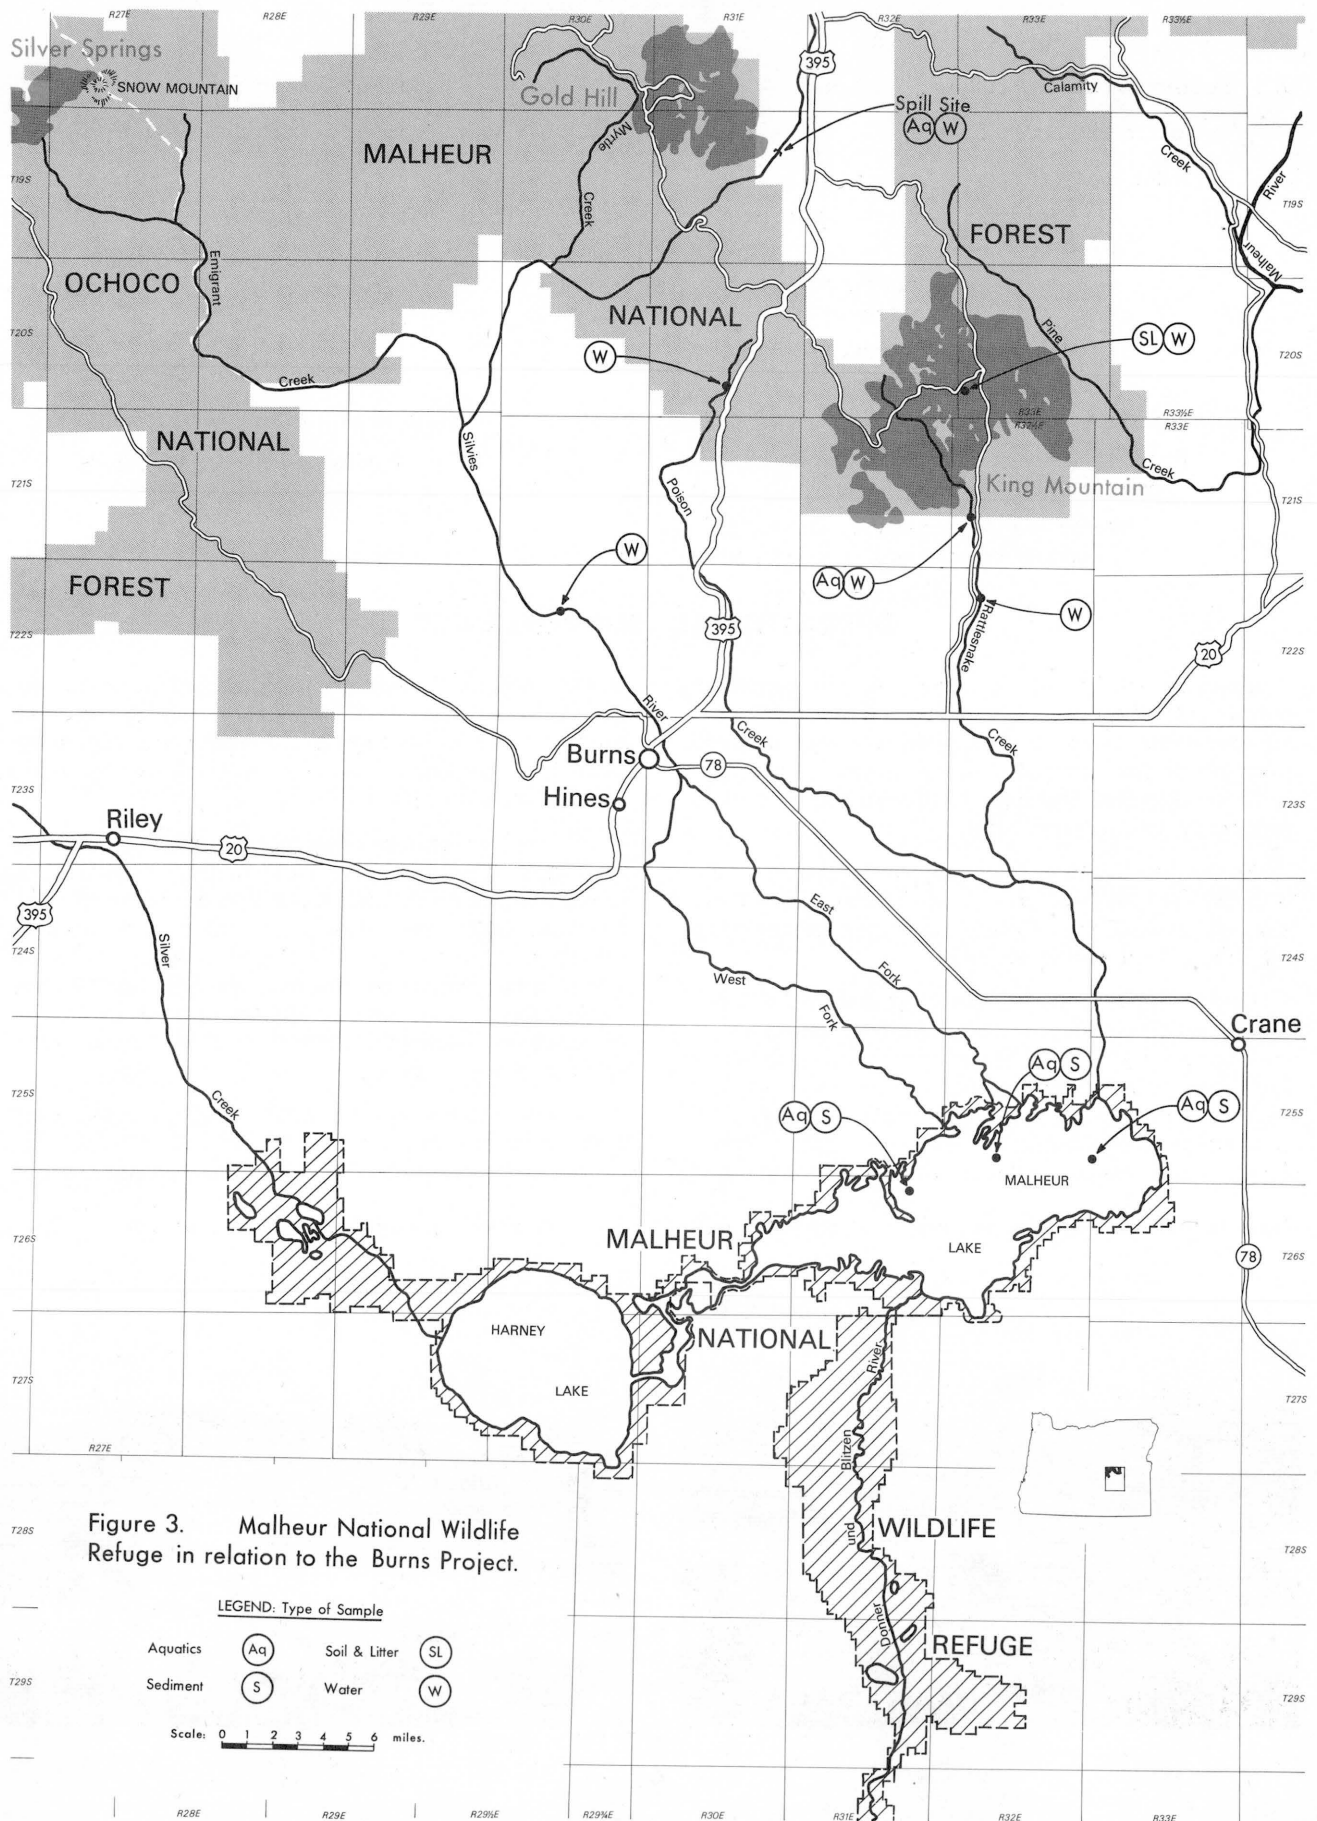 R27E
R28E
R29E
R30E
R31E
R32E
R33E
R33½E
Silver Springs
SNOW MOUNTAIN
Gold Hill
395
Spill Site
Aq W
Calamity
Creek
MALHEUR
Myrtle
Creek
River
T19S
T19S
FOREST
Malheur
OCHOCO
Emigrant
NATIONAL
Pine
T20S
W
SL W
T20S
Creek
R33E
R33½E
R32½E
R33E
NATIONAL
Silvies
Creek
T21S
Poison
King Mountain
T21S
W
FOREST
Aq W
W
395
Rattlesnake
T22S
20
T22S
River
Creek
Creek
Burns
78
Hines
T23S
T23S
Riley
20
395
East
Silver
T24S
Fork
T24S
West
Fork
Crane
Aq S
T25S
Creek
Aq S
Aq S
T25S
MALHEUR
MALHEUR
LAKE
T26S
T26S
78
HARNEY
NATIONAL
River
LAKE
T27S
T27S
R27E
Blitzen
Figure 3. Malheur National Wildlife
Refuge in relation to the Burns Project.
T28S
und
WILDLIFE
T28S
LEGEND: Type of Sample
Donner
Aquatics Aq Soil & Litter SL
REFUGE
Sediment S Water W
T29S
T29S
Scale: 0 1 2 3 4 5 6 miles.
R28E
R29E
R29½E
R29¾E
R30E
R31E
R32E
R33E